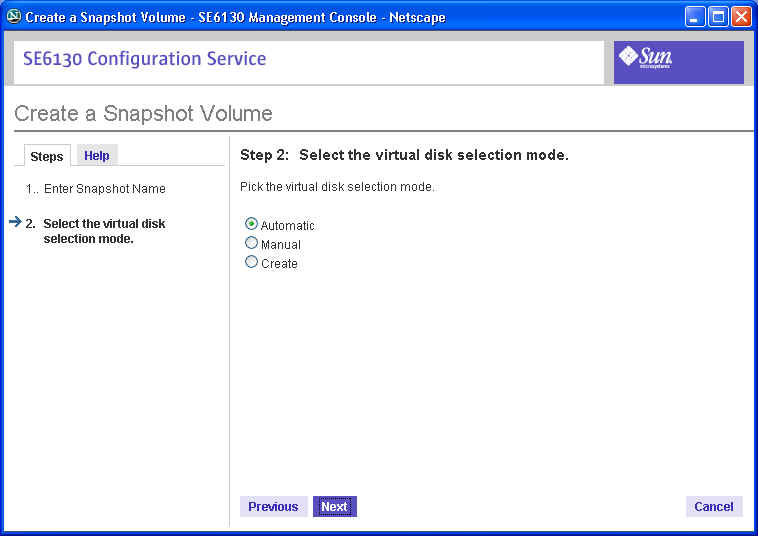 Create a Snapshot Volume - SE6130 Management Console - Netscape
SE6130 Configuration Service
Sun
microsystems
Create a Snapshot Volume
Steps
Help
1.. Enter Snapshot Name
2. Select the virtual disk
selection mode.
Step 2: Select the virtual disk selection mode.
Pick the virtual disk selection mode.
Automatic
Manual
Create
Previous
Next
Cancel